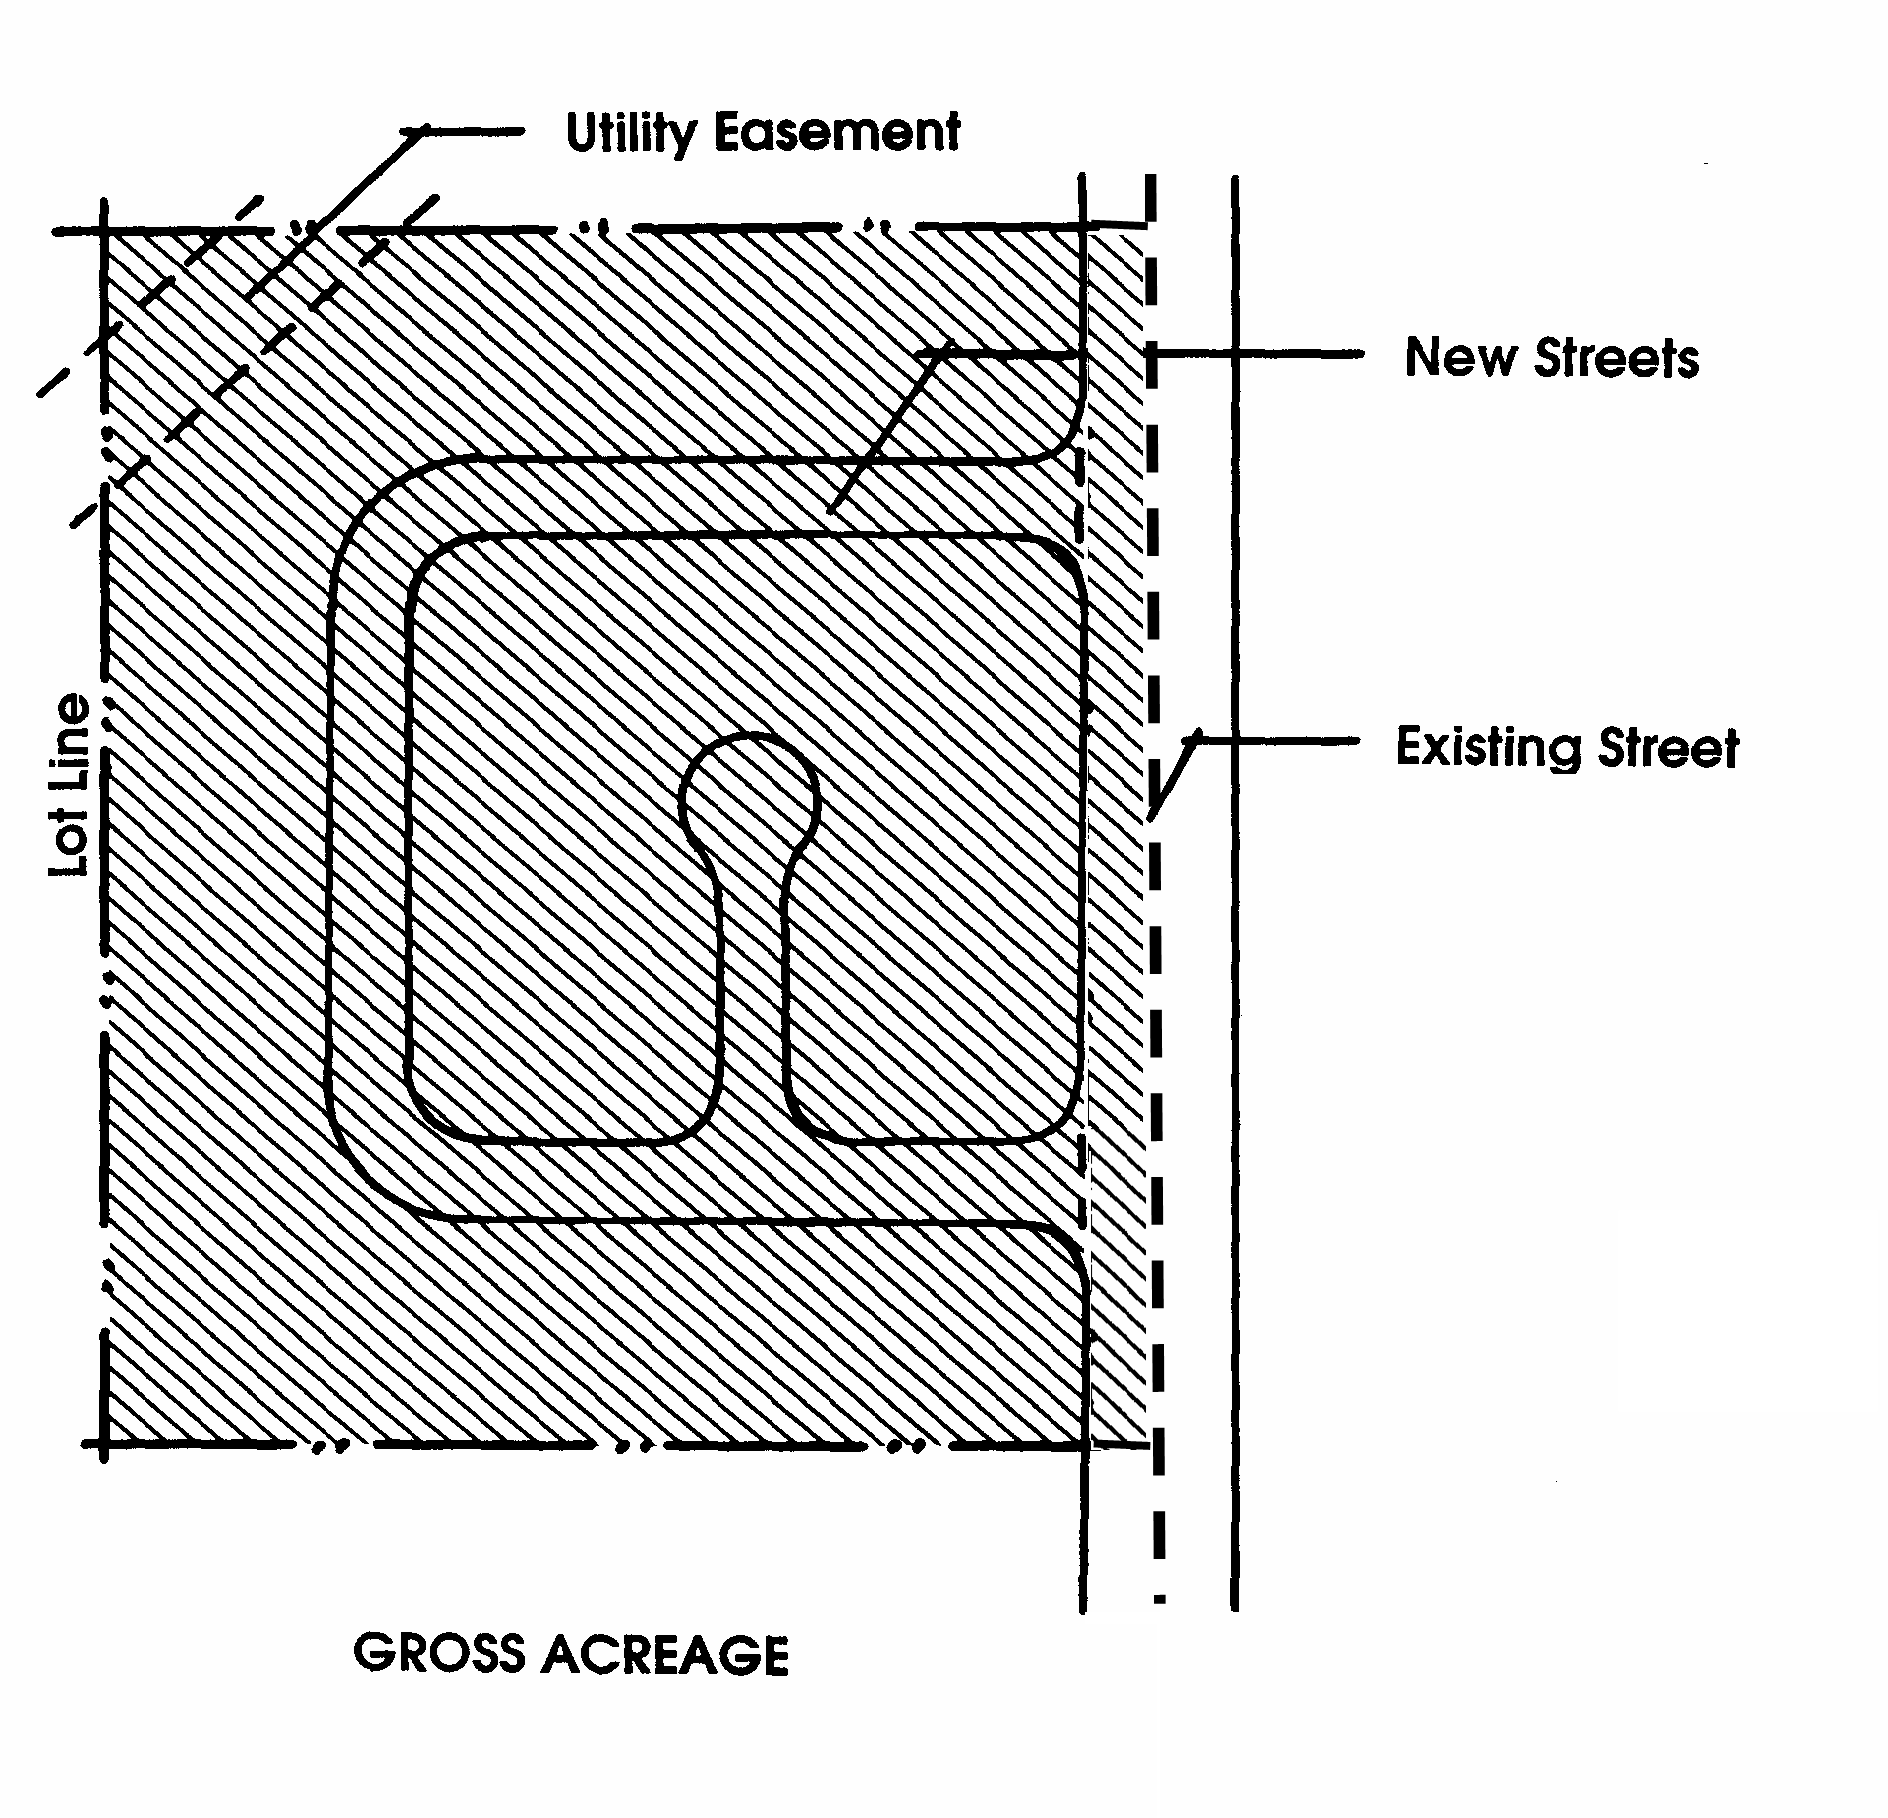 Utility Easement
New Streets
Existing Street
Lot Line
GROSS ACREAGE